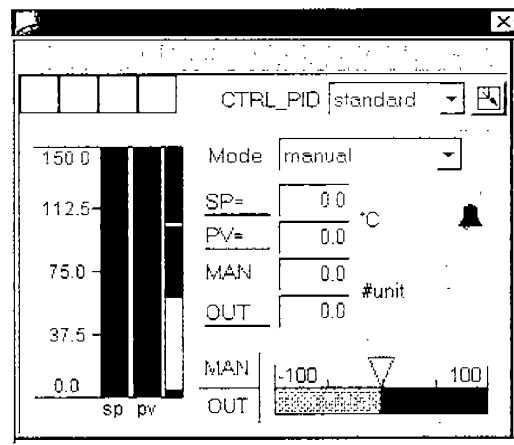 CTRL_PID standard
150.0
112.5
75.0
37.5
0.0
sp pv
Mode manual
SP= 0.0
°C
PV= 0.0
MAN 0.0
#unit
OUT 0.0
MAN
-100 100
OUT